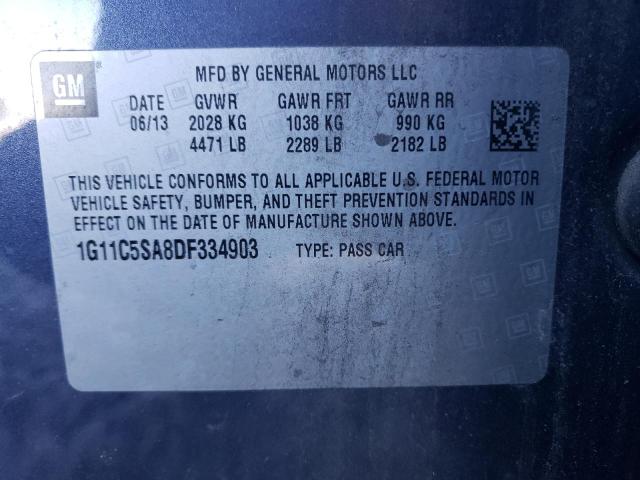 GM
MFD BY GENERAL MOTORS LLC
DATE GVWR GAWR FRT GAWR RR
06/13 2028 KG 1038 KG 990 KG
4471 LB 2289 LB 2182 LB
THIS VEHICLE CONFORMS TO ALL APPLICABLE U.S. FEDERAL MOTOR
VEHICLE SAFETY, BUMPER, AND THEFT PREVENTION STANDARDS IN
EFFECT ON THE DATE OF MANUFACTURE SHOWN ABOVE.
1G11C5SA8DF334903 TYPE: PASS CAR